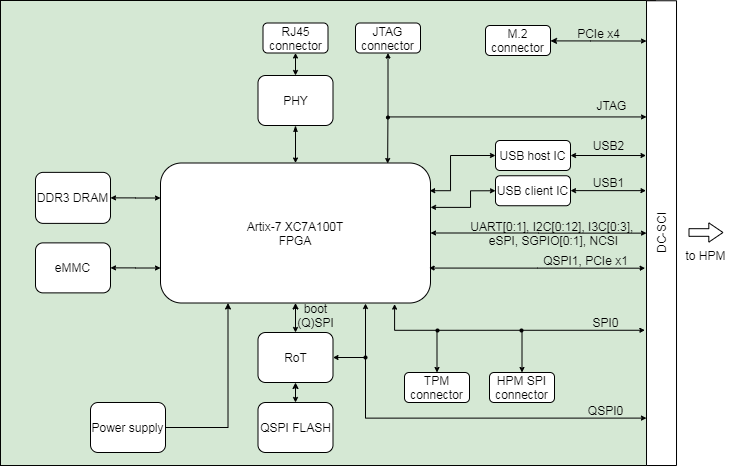 RJ45
connector
JTAG
connector
M.2
connector
PCIe x4
PHY
JTAG
USB host IC
USB2
USB client IC
USB1
DDR3 DRAM
Artix-7 XC7A100T
FPGA
UART[0:1], I2C[0:12], I3C[0:3],
eSPI, SGPIO[0:1], NCSI
DC-SCI
to HPM
eMMC
QSPI1, PCIe x1
boot
(Q)SPI
SPI0
RoT
TPM
connector
HPM SPI
connector
QSPI0
Power supply
QSPI FLASH